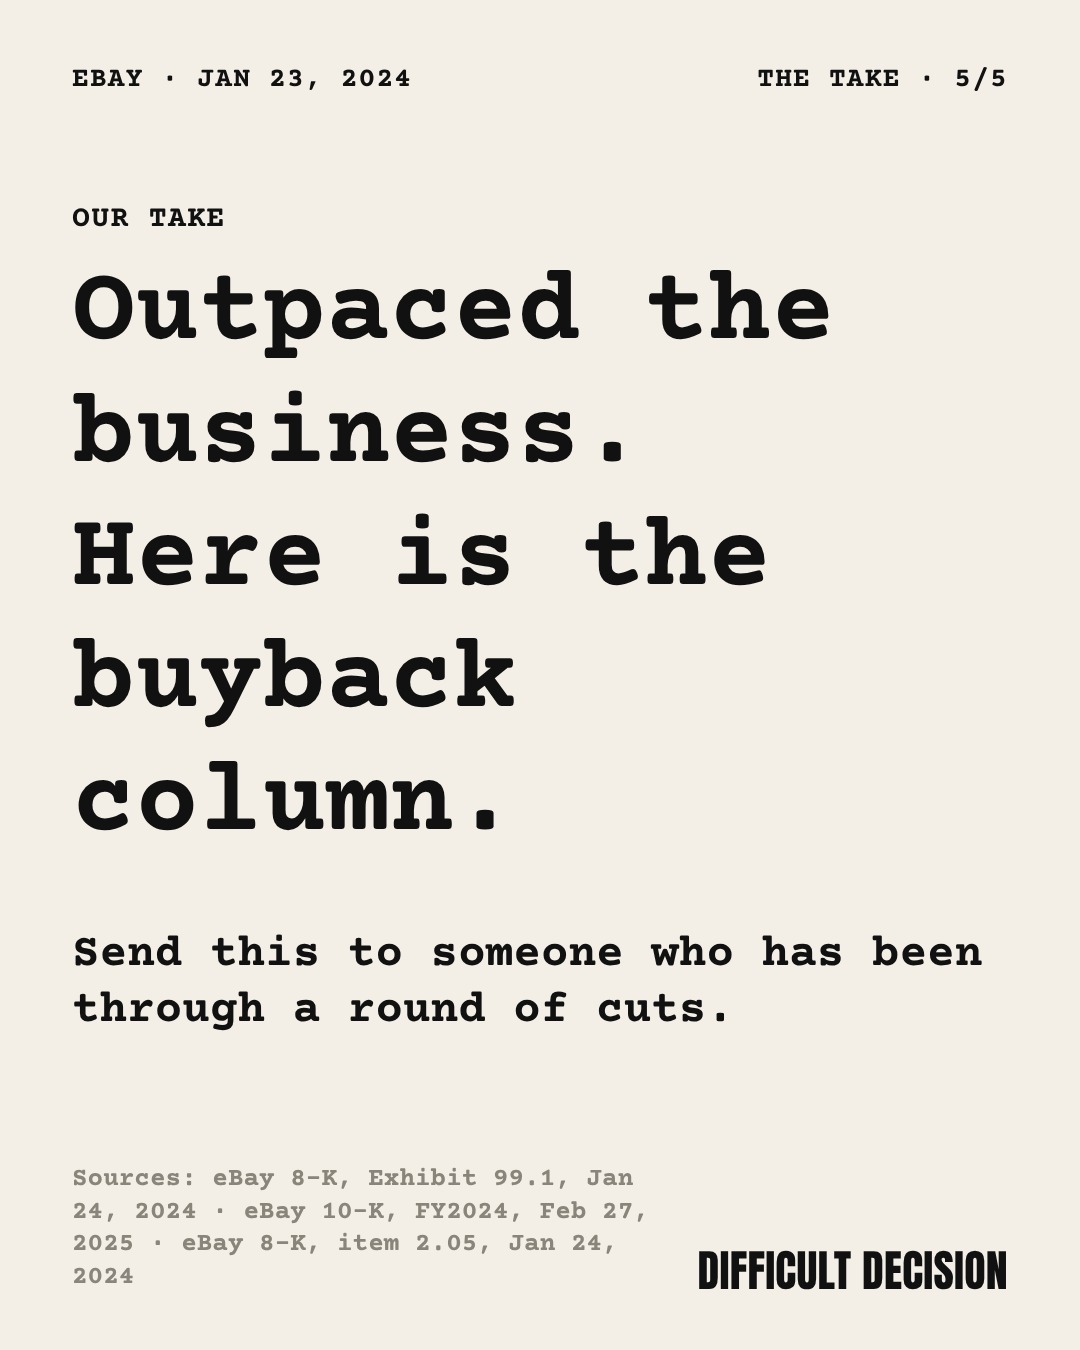 EBAY · JAN 23, 2024
THE TAKE · 5/5
OUR TAKE
Outpaced the
business.
Here is the
buyback
column.
Send this to someone who has been
through a round of cuts.
Sources: eBay 8-K, Exhibit 99.1, Jan
24, 2024 · eBay 10-K, FY2024, Feb 27,
2025 · eBay 8-K, item 2.05, Jan 24,
2024
DIFFICULT DECISION